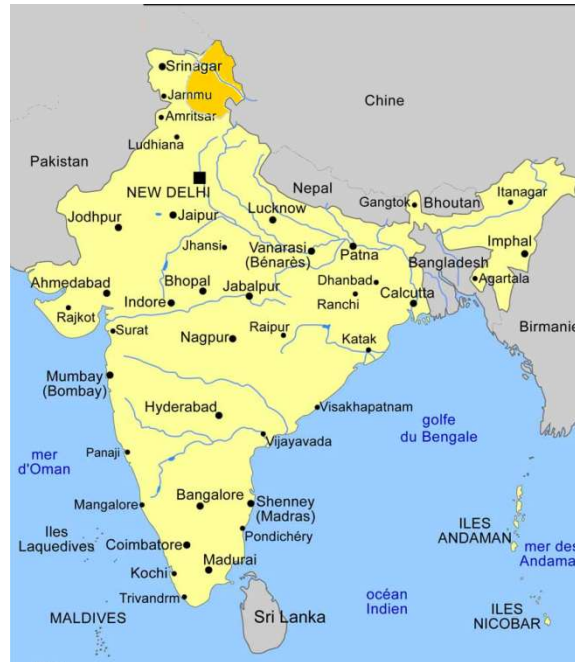 Srinagar
Jammu
Amritsar
Ludhiana
Chine
Pakistan
NEW DELHI
Nepal
Gangtok
Bhoutan
Itanagar
Jodhpur
Jaipur
Lucknow
Jhansi
Vanarasi
(Bénarès)
Patna
Imphal
Bangladesh
Ahmedabad
Bhopal
Jabalpur
Dhanbad
Ranchi
Agartala
Rajkot
Indore
Calcutta
Surat
Nagpur
Raipur
Katak
Birmanie
Mumbay
(Bombay)
Hyderabad
Visakhapatnam
golfe
du Bengale
Vijayavada
mer
d'Oman
Panaji
Mangalore
Bangalore
Shenney
(Madras)
Pondichéry
Iles
Laquedives
Coimbatore
ILES
ANDAMAN
mer des
Andama
Kochi
Madurai
Trivandrm
océan
Indien
MALDIVES
Sri Lanka
ILES
NICOBAR